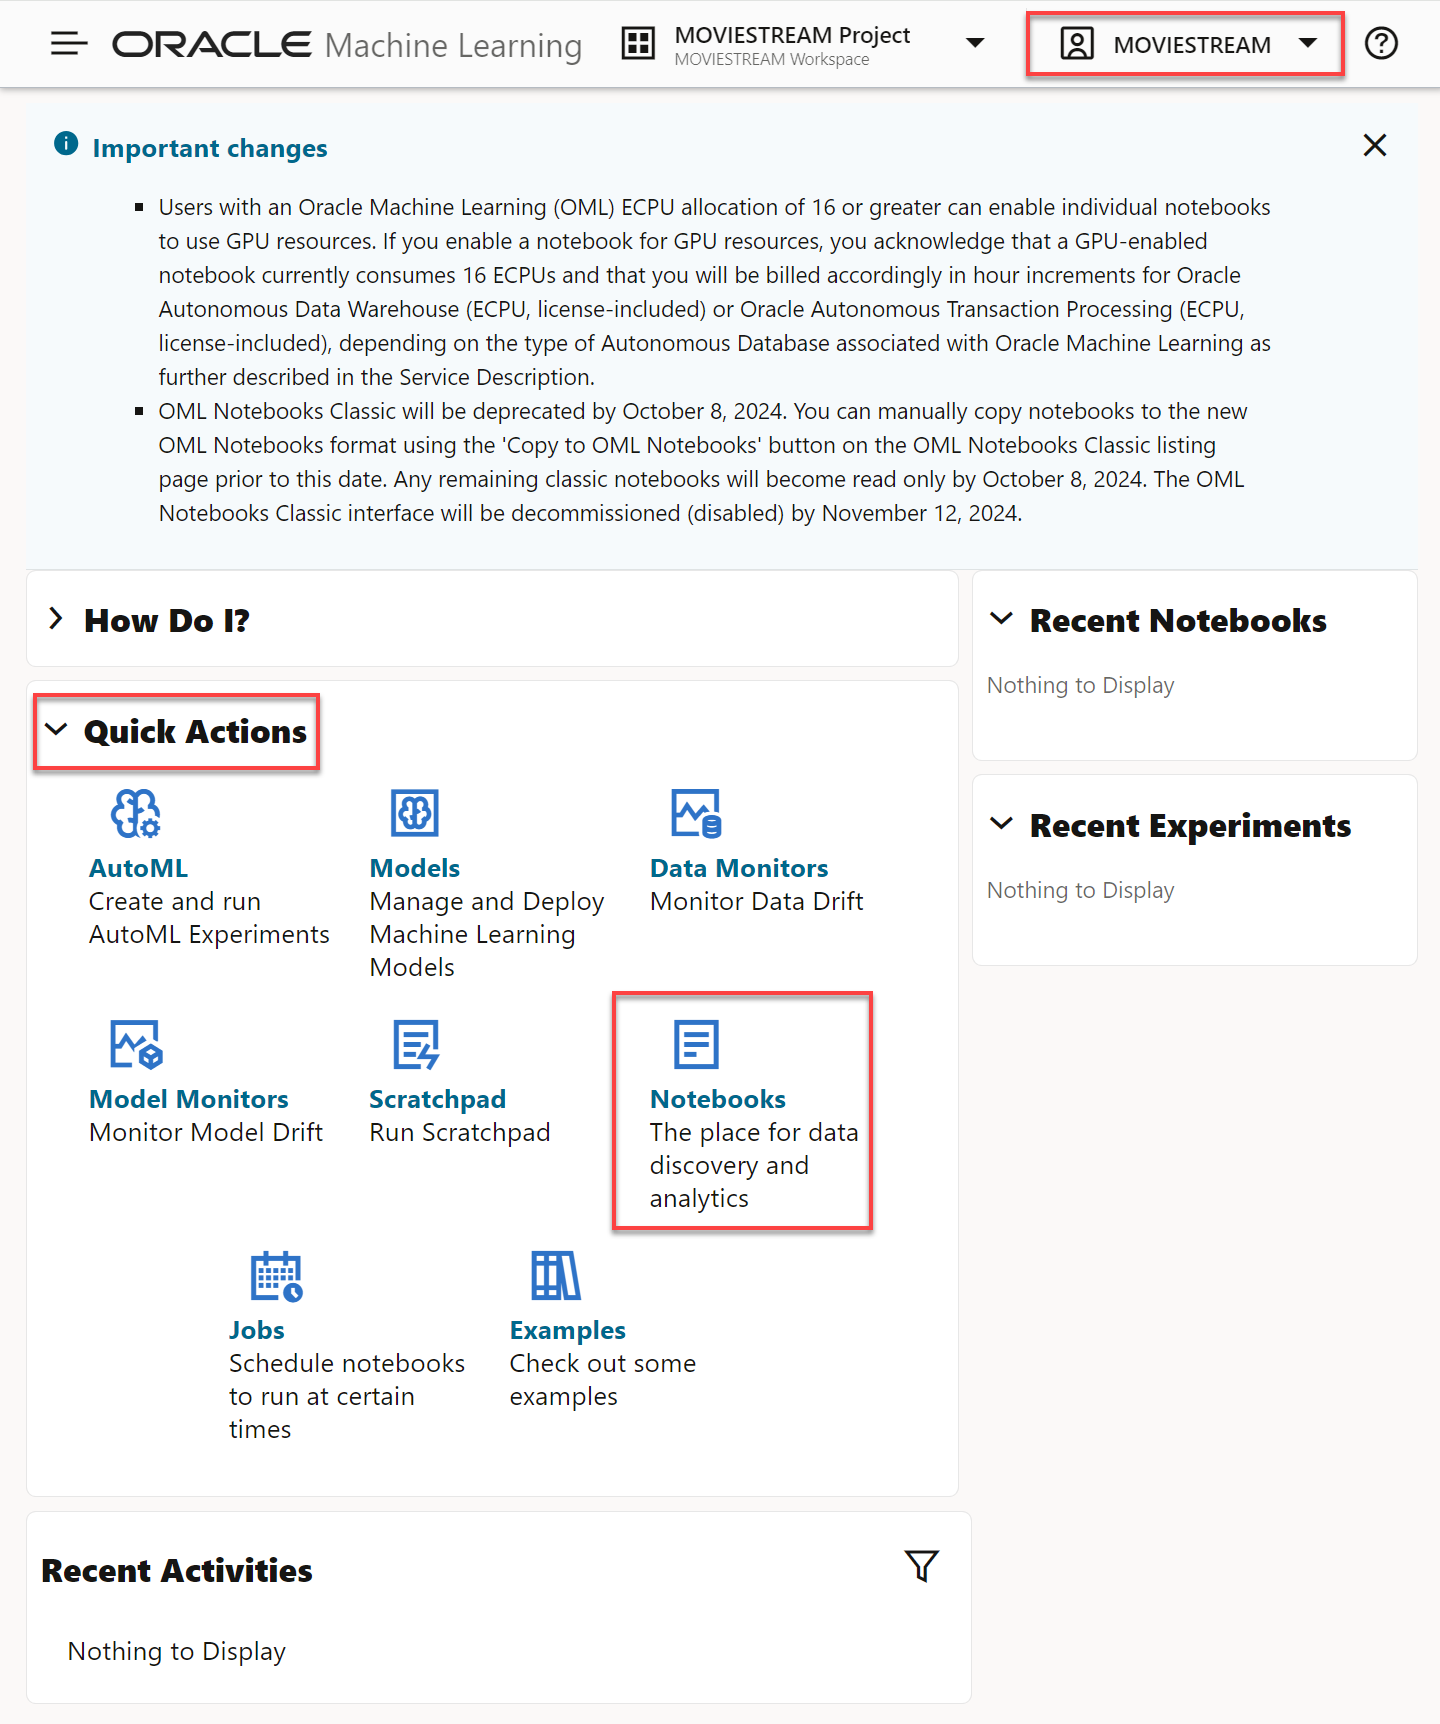 ORACLE Machine Learning
MOVIESTREAM Project
MOVIESTREAM Workspace
MOVIESTREAM
Important changes
Users with an Oracle Machine Learning (OML) ECPU allocation of 16 or greater can enable individual notebooks
to use GPU resources. If you enable a notebook for GPU resources, you acknowledge that a GPU-enabled
notebook currently consumes 16 ECPUs and that you will be billed accordingly in hour increments for Oracle
Autonomous Data Warehouse (ECPU, license-included) or Oracle Autonomous Transaction Processing (ECPU,
license-included), depending on the type of Autonomous Database associated with Oracle Machine Learning as
further described in the Service Description.
OML Notebooks Classic will be deprecated by October 8, 2024. You can manually copy notebooks to the new
OML Notebooks format using the 'Copy to OML Notebooks' button on the OML Notebooks Classic listing
page prior to this date. Any remaining classic notebooks will become read only by October 8, 2024. The OML
Notebooks Classic interface will be decommissioned (disabled) by November 12, 2024.
How Do I?
Quick Actions
AutoML
Create and run
AutoML Experiments
Models
Manage and Deploy
Machine Learning
Models
Data Monitors
Monitor Data Drift
Model Monitors
Monitor Model Drift
Scratchpad
Run Scratchpad
Notebooks
The place for data
discovery and
analytics
Jobs
Schedule notebooks
to run at certain
times
Examples
Check out some
examples
Recent Notebooks
Nothing to Display
Recent Experiments
Nothing to Display
Recent Activities
Nothing to Display